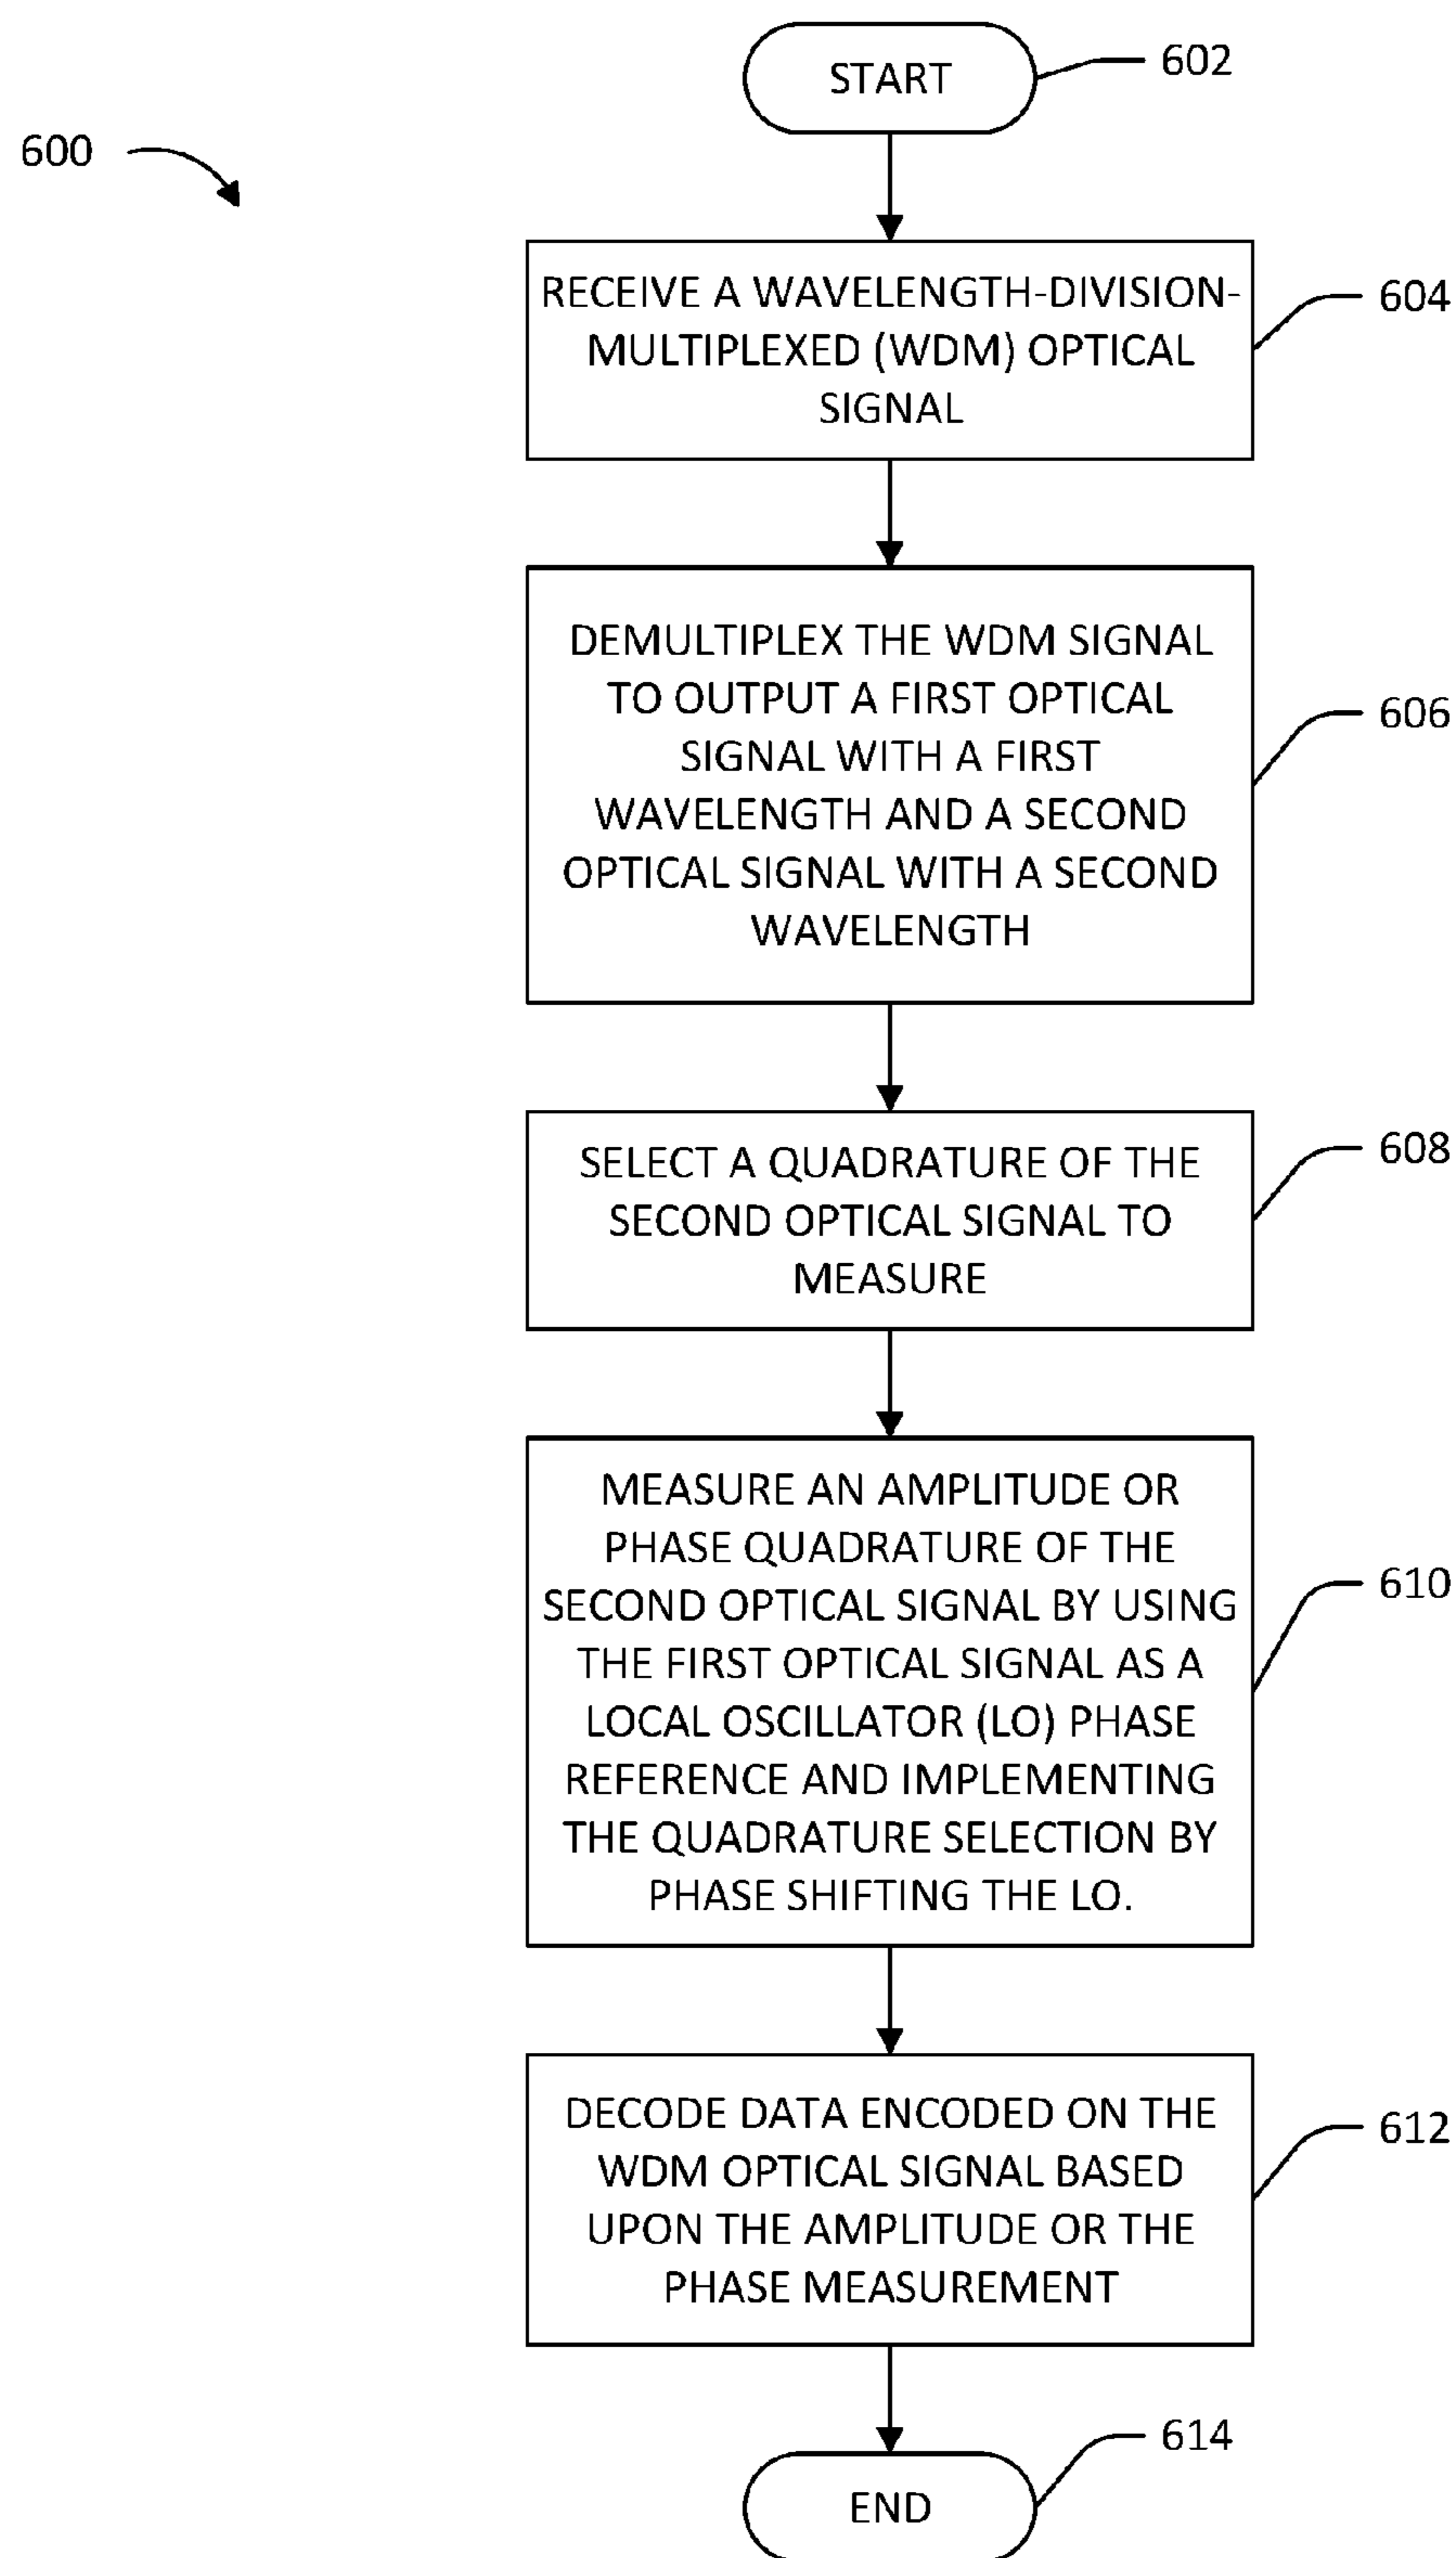 START
602
600
RECEIVE A WAVELENGTH-DIVISION-
MULTIPLEXED (WDM) OPTICAL
SIGNAL
604
DEMULTIPLEX THE WDM SIGNAL
TO OUTPUT A FIRST OPTICAL
SIGNAL WITH A FIRST
WAVELENGTH AND A SECOND
OPTICAL SIGNAL WITH A SECOND
WAVELENGTH
606
SELECT A QUADRATURE OF THE
SECOND OPTICAL SIGNAL TO
MEASURE
608
MEASURE AN AMPLITUDE OR
PHASE QUADRATURE OF THE
SECOND OPTICAL SIGNAL BY USING
THE FIRST OPTICAL SIGNAL AS A
LOCAL OSCILLATOR (LO) PHASE
REFERENCE AND IMPLEMENTING
THE QUADRATURE SELECTION BY
PHASE SHIFTING THE LO.
610
DECODE DATA ENCODED ON THE
WDM OPTICAL SIGNAL BASED
UPON THE AMPLITUDE OR THE
PHASE MEASUREMENT
612
END
614